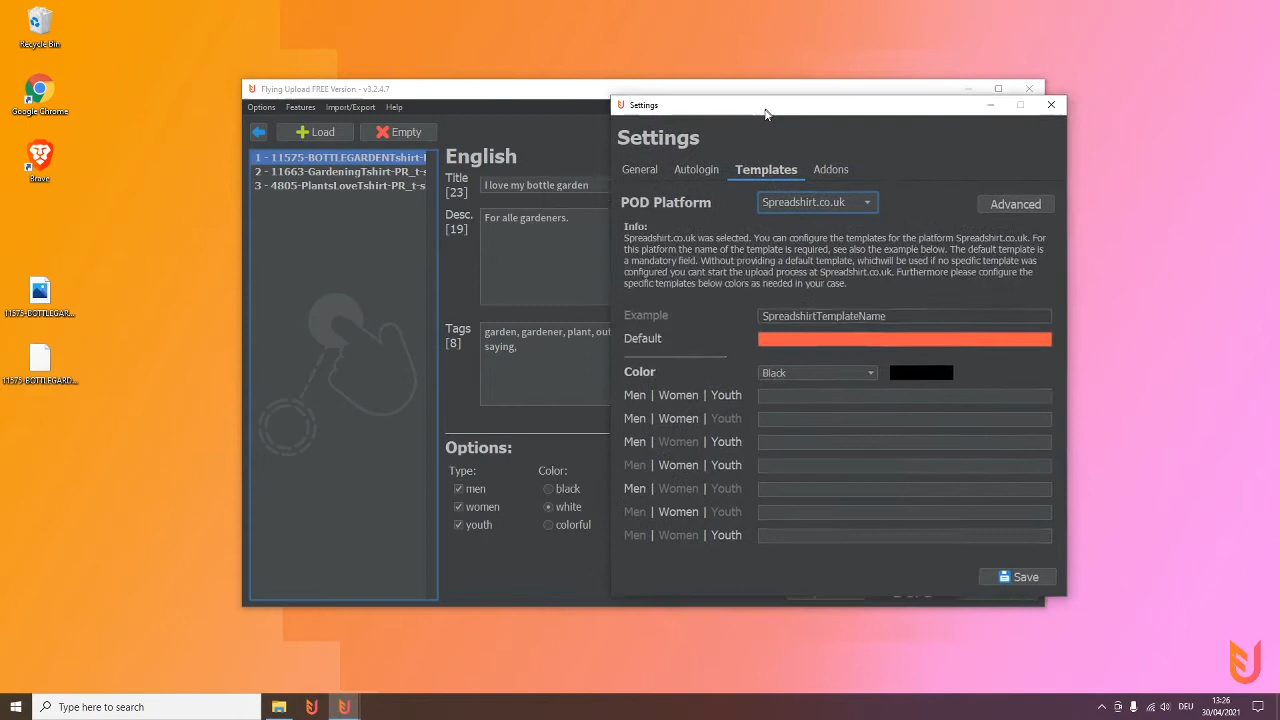 Recycle Bin
Google Chrome
Brave
11575-BOTTLEGAR...
11575-BOTTLEGARD...
Flying Upload FREE Version - v3.2.4.7
Options Features Import/Export Help
Load Empty
1 - 11575-BOTTLEGARDENTshirt-
2 - 11663-GardeningTshirt-PR_t-s
3 - 4805-PlantsLoveTshirt-PR_t-s
English
Title
[23]
I love my bottle garden
Desc.
[19]
For alle gardeners.
Tags
[8]
garden, gardener, plant, out
saying,
Options:
Type: Color:
men black
women white
youth colorful
Settings
Settings
General Autologin Templates Addons
POD Platform Spreadshirt.co.uk Advanced
Info:
Spreadshirt.co.uk was selected. You can configure the templates for the platform Spreadshirt.co.uk. For
this platform the name of the template is required, see also the example below. The default template is
a mandatory field. Without providing a default template, whichwill be used if no specific template was
configured you cant start the upload process at Spreadshirt.co.uk. Furthermore please configure the
specific templates below colors as needed in your case.
Example SpreadshirtTemplateName
Default
Color Black
Men | Women | Youth
Men | Women | Youth
Men | Women | Youth
Men | Women | Youth
Men | Women | Youth
Men | Women | Youth
Men | Women | Youth
Save
Type here to search
DEU
13:26
30/04/2021